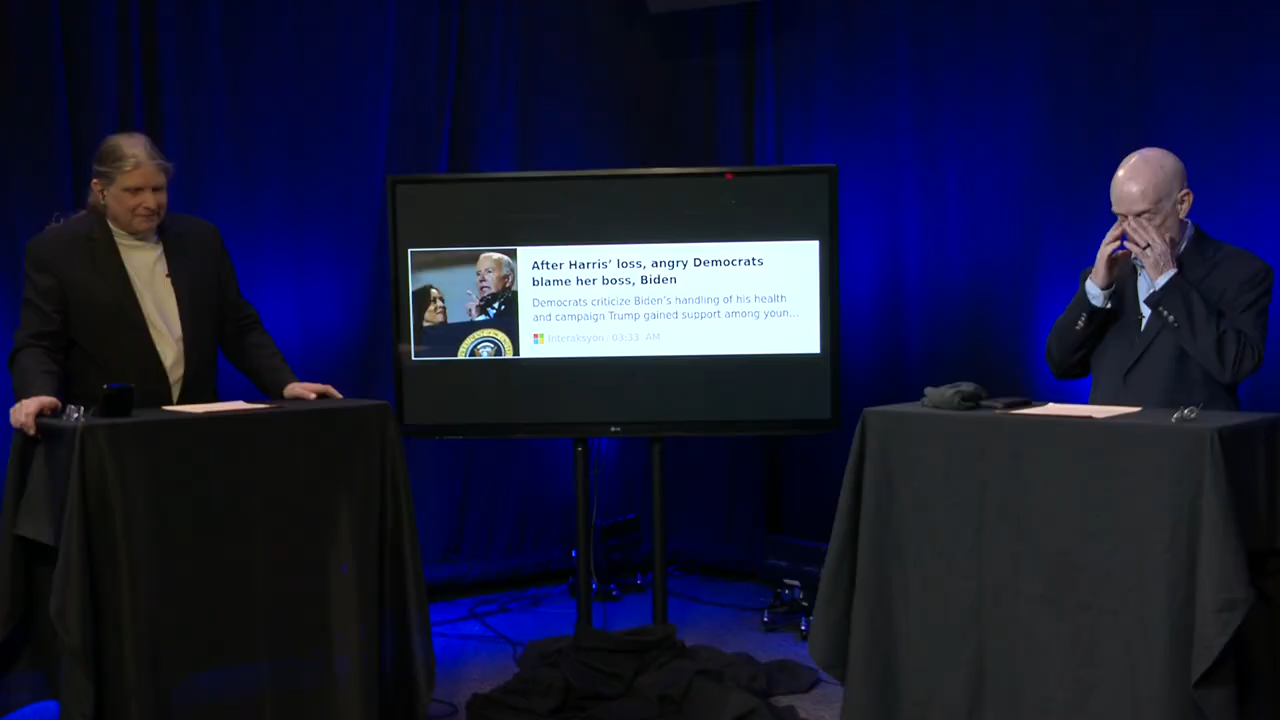 After Harris’ loss, angry Democrats
blame her boss, Biden
Democrats criticize Biden’s handling of his health
and campaign Trump gained support among youn...
Interaksyon / 03:33 AM
LG